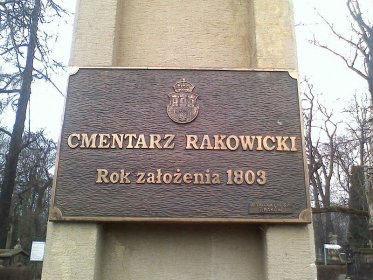 CMENTARZ RAKOWICKI
Rok założenia 1803